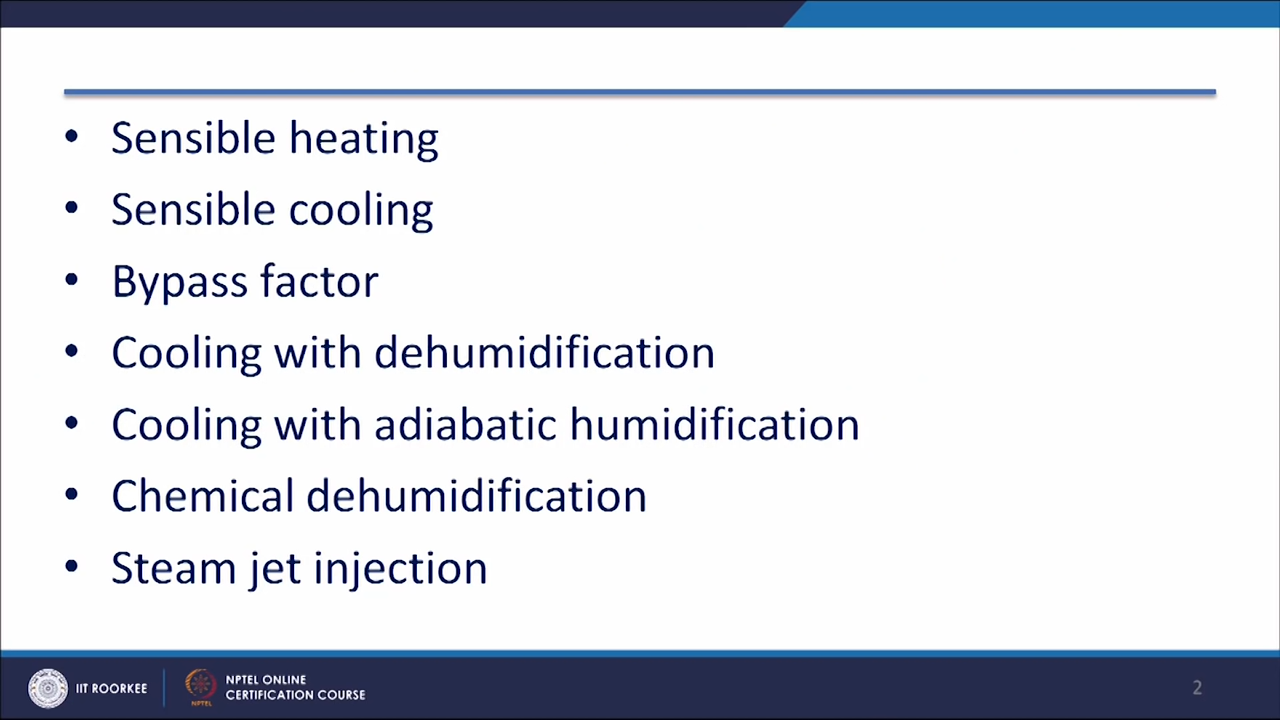 • Sensible heating
• Sensible cooling
• Bypass factor
• Cooling with dehumidification
• Cooling with adiabatic humidification
• Chemical dehumidification
• Steam jet injection
IIT ROORKEE
NPTEL
NPTEL ONLINE
CERTIFICATION COURSE
2